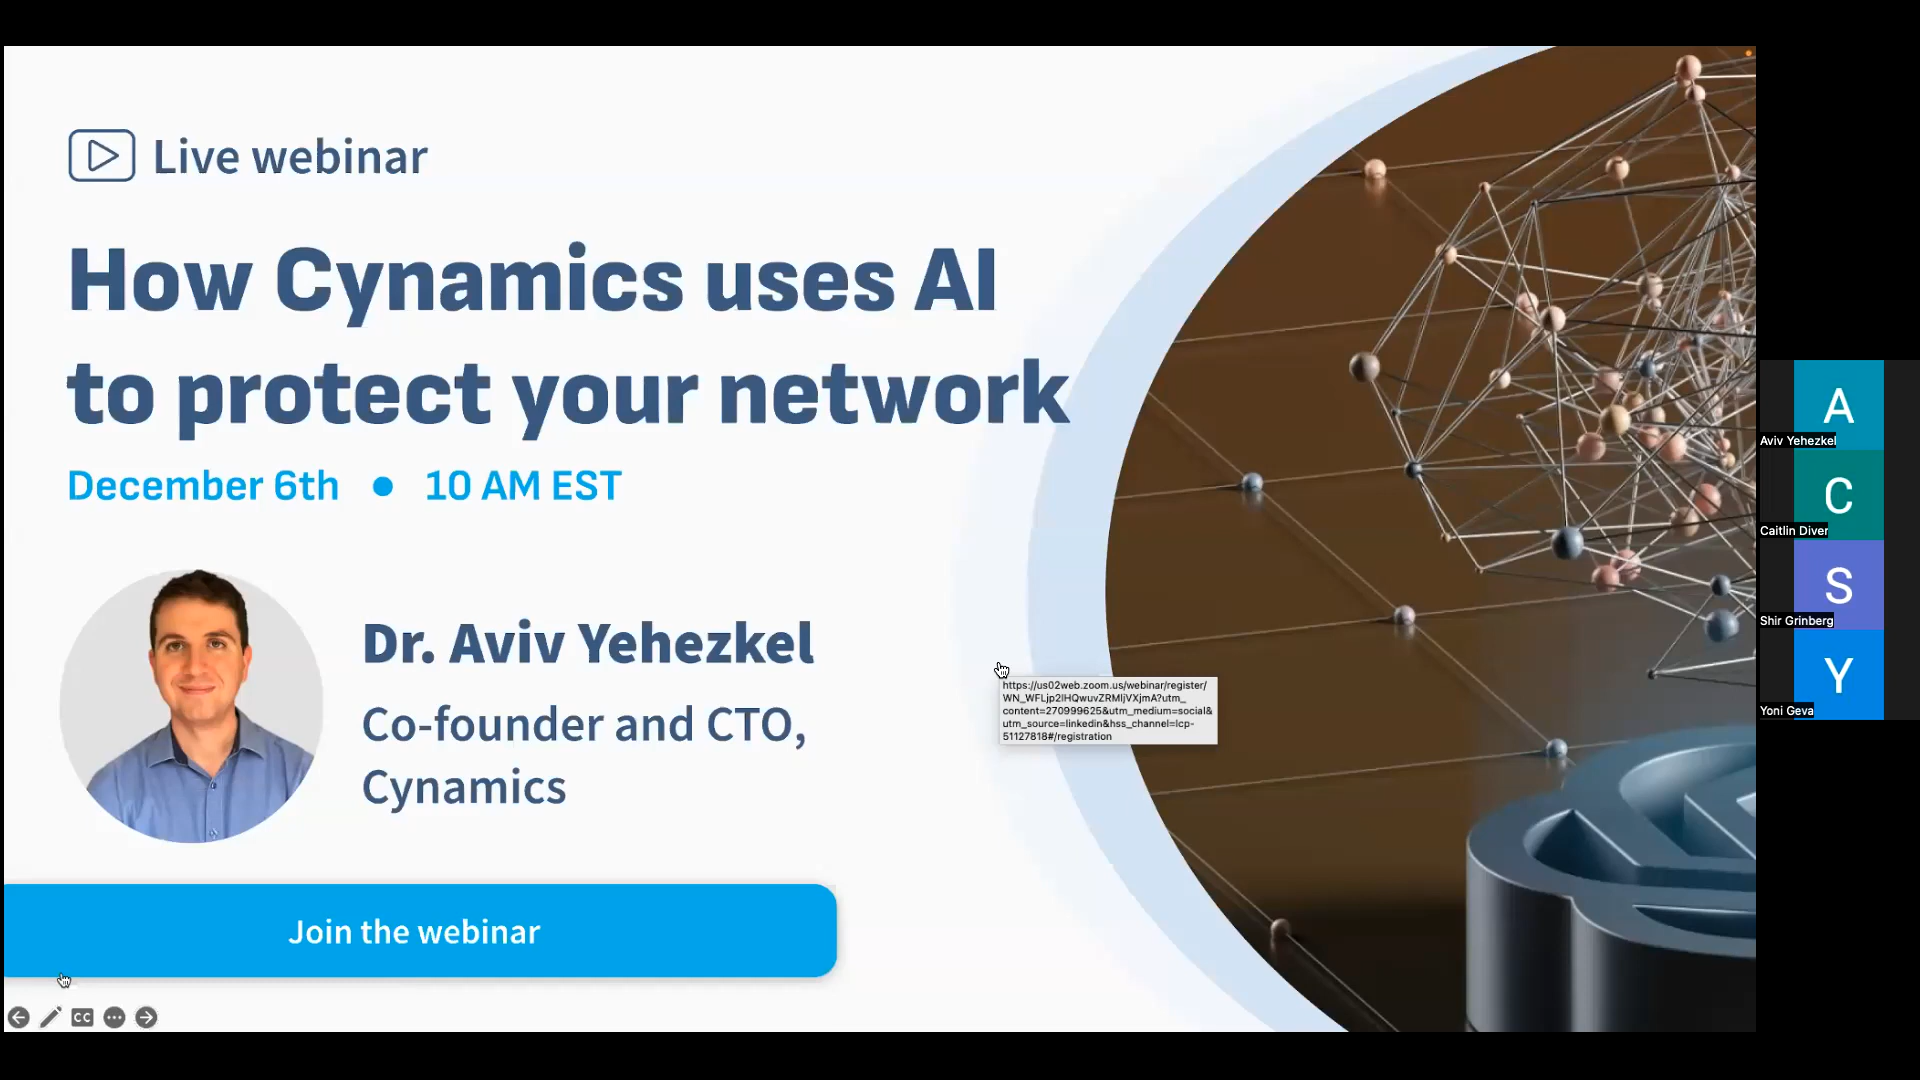 Live webinar
How Cynamics uses AI
to protect your network
December 6th • 10 AM EST
Dr. Aviv Yehezkel
Co-founder and CTO,
Cynamics
https://us02web.zoom.us/webinar/register/
WN_WFLjp2IHQwuvZRMIjVXjmA?utm_
content=270999625&utm_medium=social&
utm_source=linkedin&hss_channel=lcp-
51127818#/registration
Join the webinar
CC
A
Aviv Yehezkel
C
Caitlin Diver
S
Shir Grinberg
Y
Yoni Geva